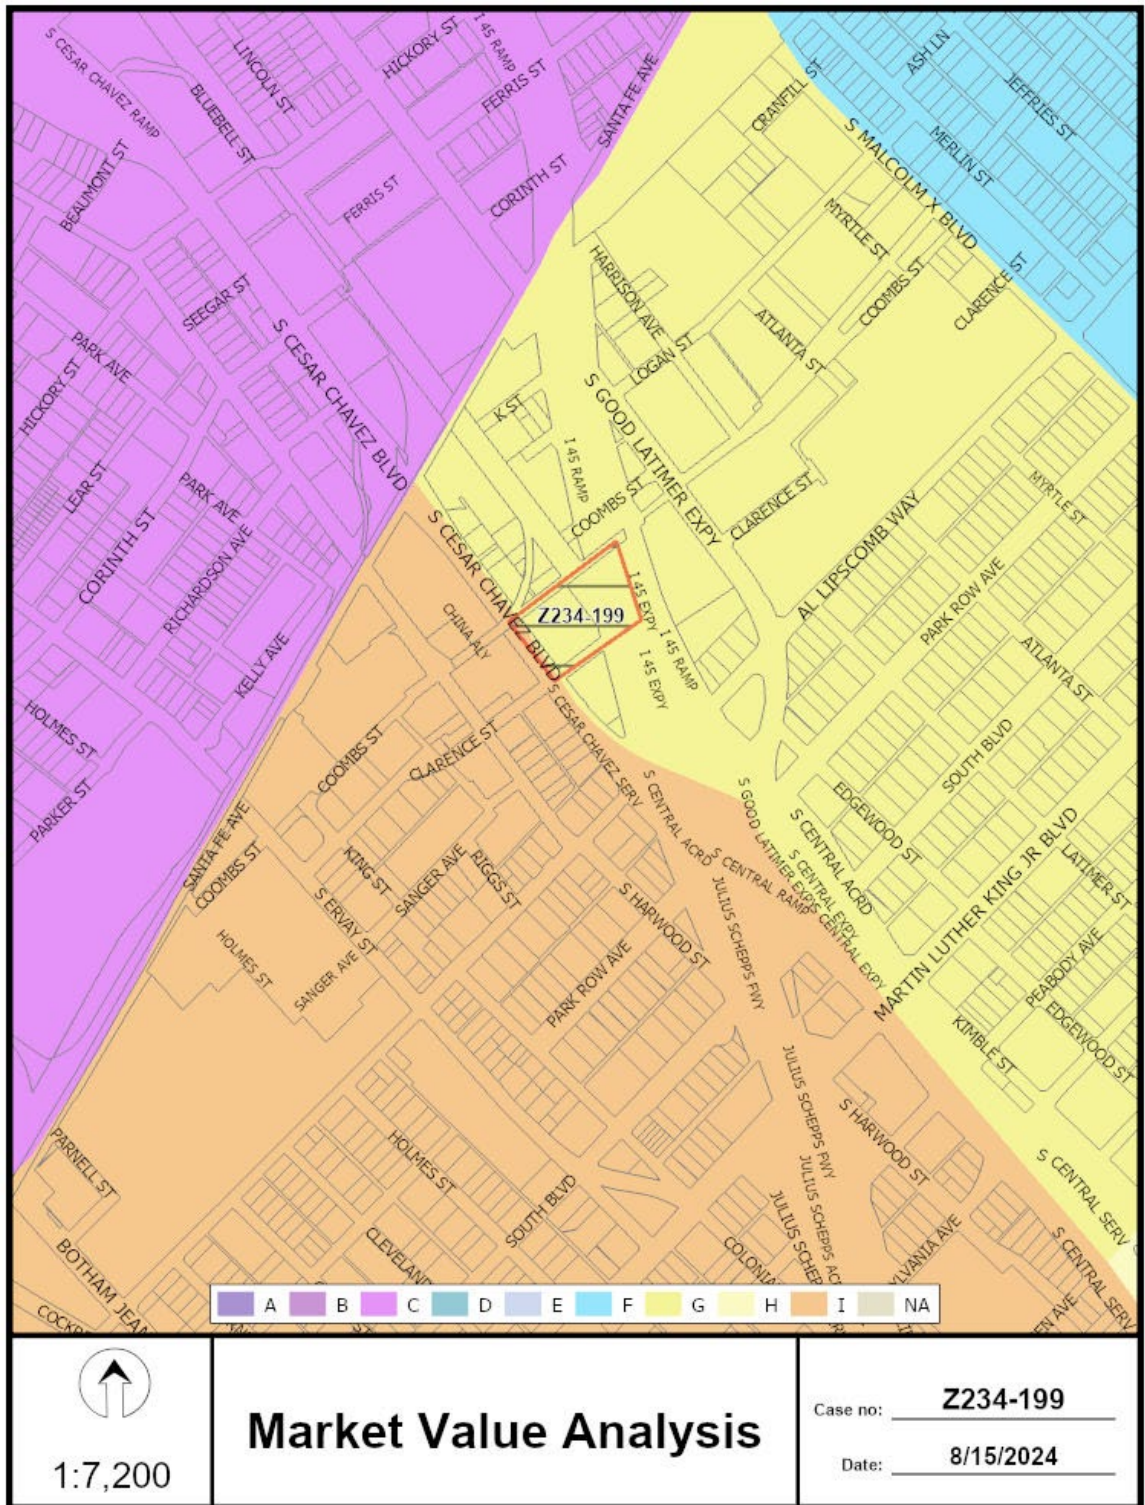 S CESAR CHAVEZ RAMP
LINCOLN ST
HICKORY ST
I 45 RAMP
FERRIS ST
SANTA FE AVE
BLUEBELL ST
BEAUMONT ST
FERRIS ST
CORINTH ST
CRANFILL ST
ASH LN
JEFFRIES ST
S MALCOLM X BLVD
MERLIN ST
MYRTLE ST
COOMBS ST
CLARENCE ST
SEEGAR ST
HARRISON AVE
ATLANTA ST
LOGAN ST
S CESAR CHAVEZ BLVD
PARK AVE
HICKORY ST
S GOOD LATIMER EXPY
K ST
I 45 RAMP
LEAR ST
PARK AVE
CORINTH ST
RICHARDSON AVE
COOMBS ST
CLARENCE ST
MYRTLE ST
AL LIPSCOMB WAY
PARK ROW AVE
S CESAR CHAVEZ BLVD
I 45 EXPY
Z234-199
CHINA ALY
I 45 RAMP
I 45 EXPY
KELLY AVE
ATLANTA ST
HOLMES ST
PARKER ST
COOMBS ST
CLARENCE ST
S CESAR CHAVEZ SERV
SOUTH BLVD
S CENTRAL ACRD
S GOOD LATIMER EXPY
EDGEWOOD ST
S CENTRAL ACRD
S CENTRAL EXPY
S CENTRAL EXPY
S CENTRAL RAMP
MARTIN LUTHER KING JR BLVD
LATIMER ST
SANTA FE AVE
COOMBS ST
KING ST
SANGER AVE
RIGGS ST
S ERVAY ST
S HARWOOD ST
JULIUS SCHEPPS FWY
HOLMES ST
SANGER AVE
PARK ROW AVE
PEABODY AVE
EDGEWOOD ST
KIMBLE ST
JULIUS SCHEPPS FWY
S HARWOOD ST
PARNELL ST
HOLMES ST
SOUTH BLVD
JULIUS SCHEPPS
JULIUS SCHEP
S CENTRAL SERV
S CENTRAL SERV
BOTHAM JEAN
CLEVELAND
COLONIA
YLVANIA AVE
EN AVE
A B C D E F G H I NA
1:7,200
Market Value Analysis
Case no: Z234-199
Date: 8/15/2024